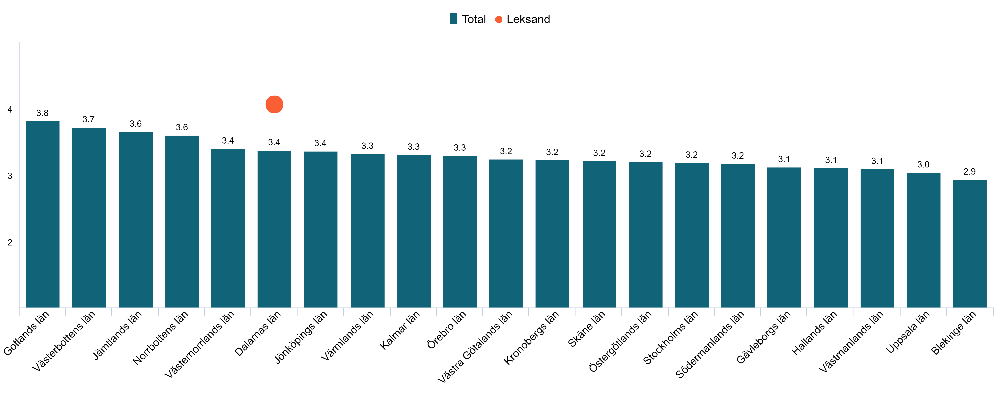 Total Leksand
4
3
2
3.8 3.7 3.6 3.6 3.4 3.4 3.4 3.3 3.3 3.3 3.2 3.2 3.2 3.2 3.2 3.2 3.1 3.1 3.1 3.0 2.9
Gotlands län
Västerbottens län
Jämtlands län
Norrbottens län
Västernorrlands län
Dalarnas län
Jönköpings län
Värmlands län
Kalmar län
Örebro län
Västra Götalands län
Kronobergs län
Skåne län
Östergötlands län
Stockholms län
Södermanlands län
Gävleborgs län
Hallands län
Västmanlands län
Uppsala län
Blekinge län